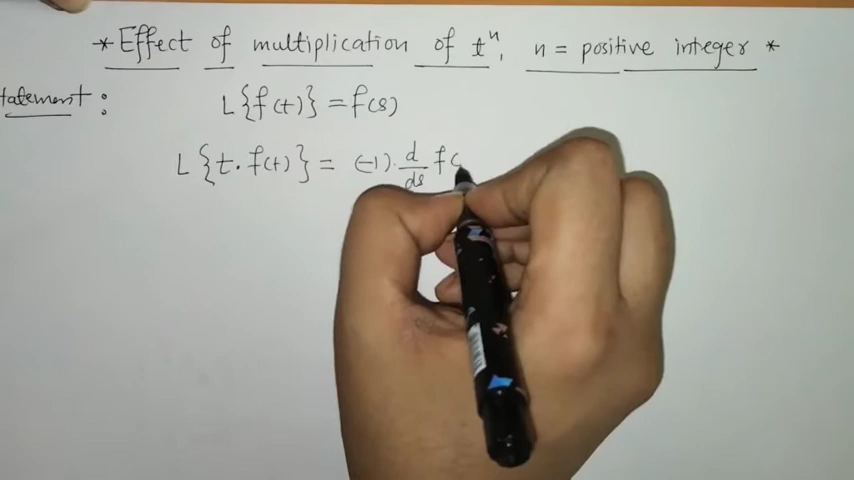 * Effect of multiplication of tⁿ, n = positive integer *
tatement : L{f(t)} = f(s)
L{t. f(t)} = (-1). d/ds f(